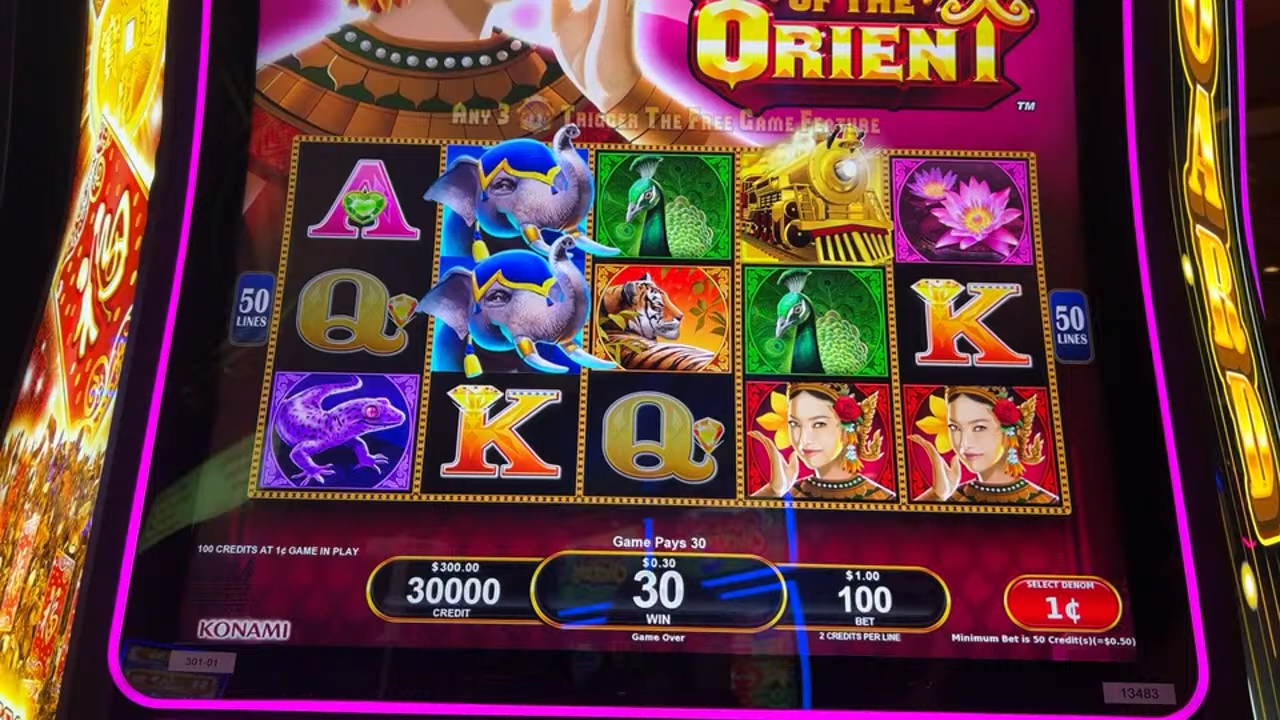 OF THE
ORIENT
TM
ANY 3 TRIGGER THE FREE GAME FEATURE
A
Q
K
50
LINES
50
LINES
K
Q
Game Pays 30
100 CREDITS AT 1¢ GAME IN PLAY
$300.00
30000
CREDIT
$0.30
30
WIN
$1.00
100
BET
SELECT DENOM
1¢
Game Over
2 CREDITS PER LINE
Minimum Bet is 50 Credit(s)(=$0.50)
KONAMI
301-01
13483